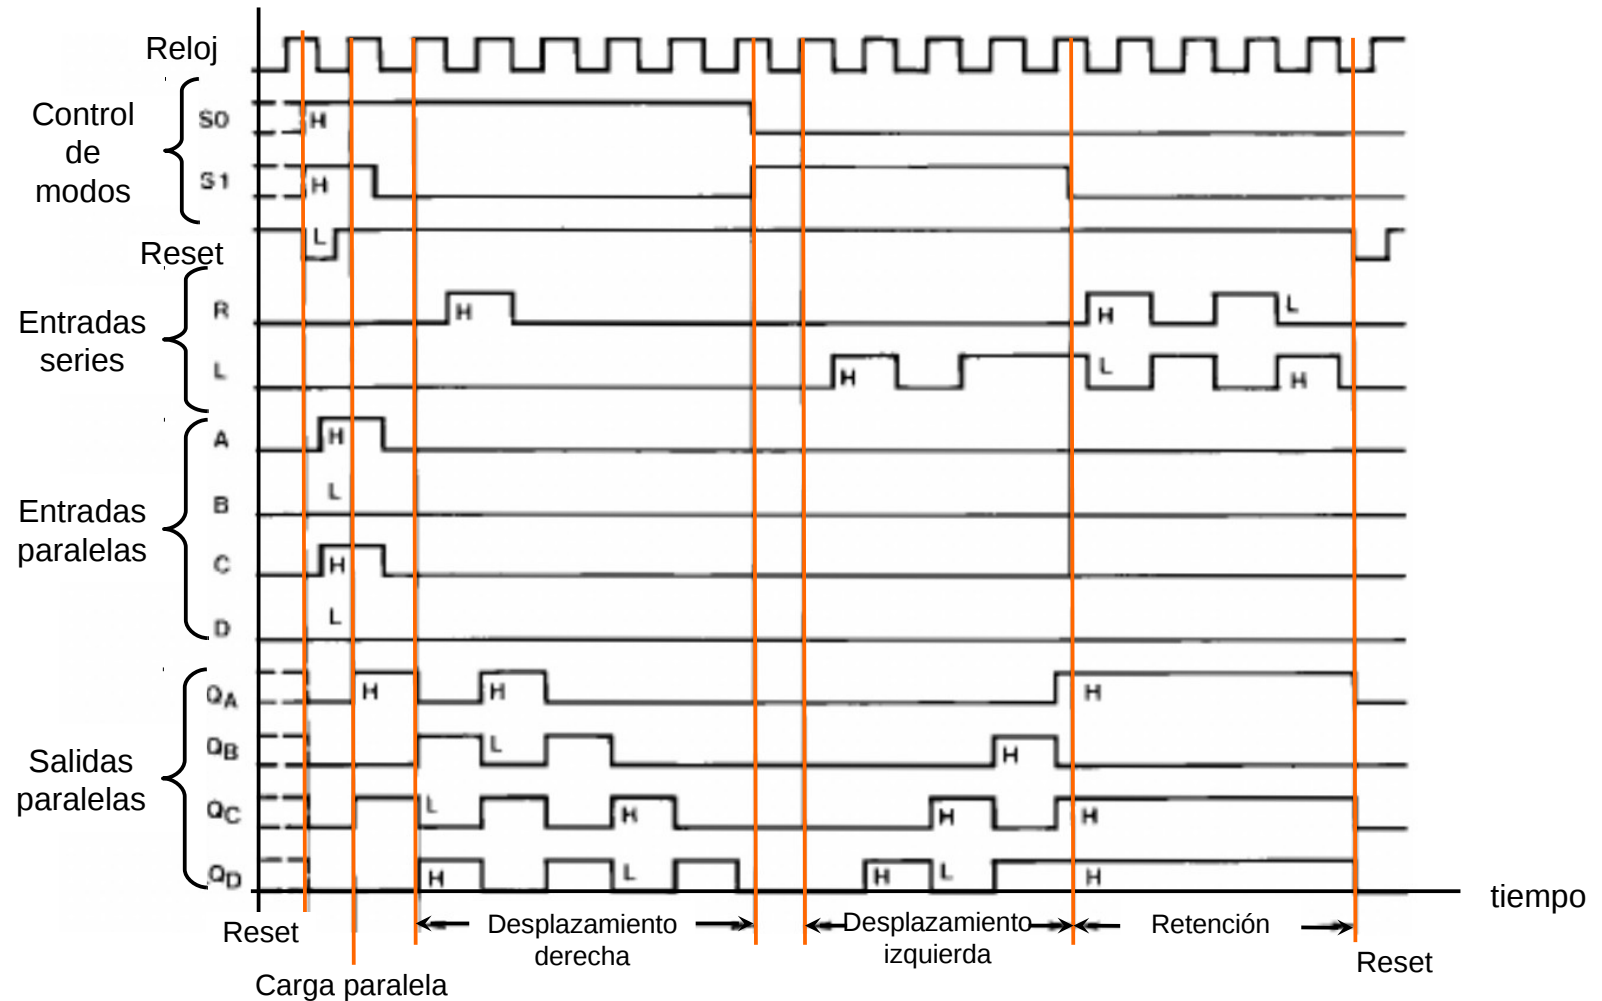 Reloj
Control
de
modos
S0
H
S1
H
Reset
L
Entradas
series
R
H
H
L
L
H
L
H
Entradas
paralelas
A
H
B
L
C
H
D
L
Salidas
paralelas
QA
H
H
H
QB
L
H
QC
L
H
H
H
QD
H
L
H
L
H
tiempo
Reset
Carga paralela
Desplazamiento
derecha
Desplazamiento
izquierda
Retención
Reset